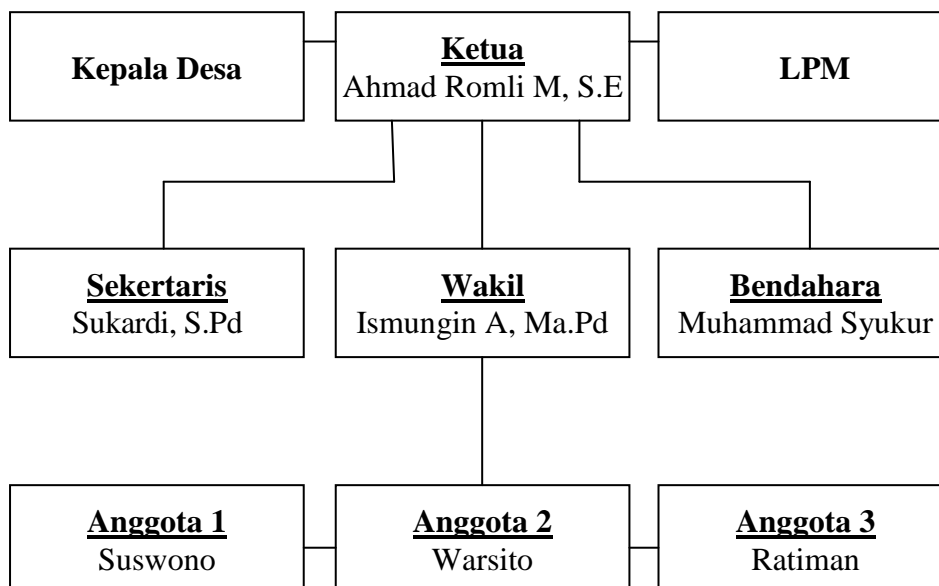 Kepala Desa
Ketua
Ahmad Romli M, S.E
LPM
Sekertaris
Sukardi, S.Pd
Wakil
Ismungin A, Ma.Pd
Bendahara
Muhammad Syukur
Anggota 1
Suswono
Anggota 2
Warsito
Anggota 3
Ratiman